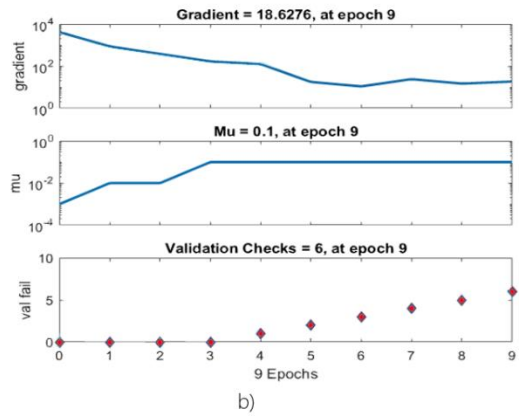 Gradient = 18.6276, at epoch 9
10^4
10^2
10^0
gradient
Mu = 0.1, at epoch 9
10^0
10^-2
10^-4
mu
Validation Checks = 6, at epoch 9
10
5
0
val fail
0 1 2 3 4 5 6 7 8 9
9 Epochs
b)